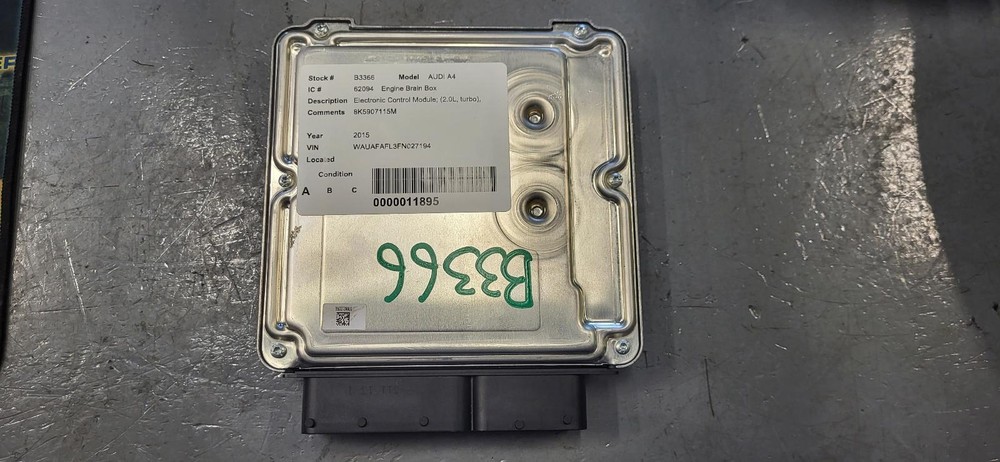 Stock # B3366 Model AUDI A4
IC # 62094 Engine Brain Box
Description Electronic Control Module; (2.0L, turbo),
Comments 8K5907115M
Year 2015
VIN WAUAFAFL3FN027194
Located
Condition
A B C
0000011895
B3366